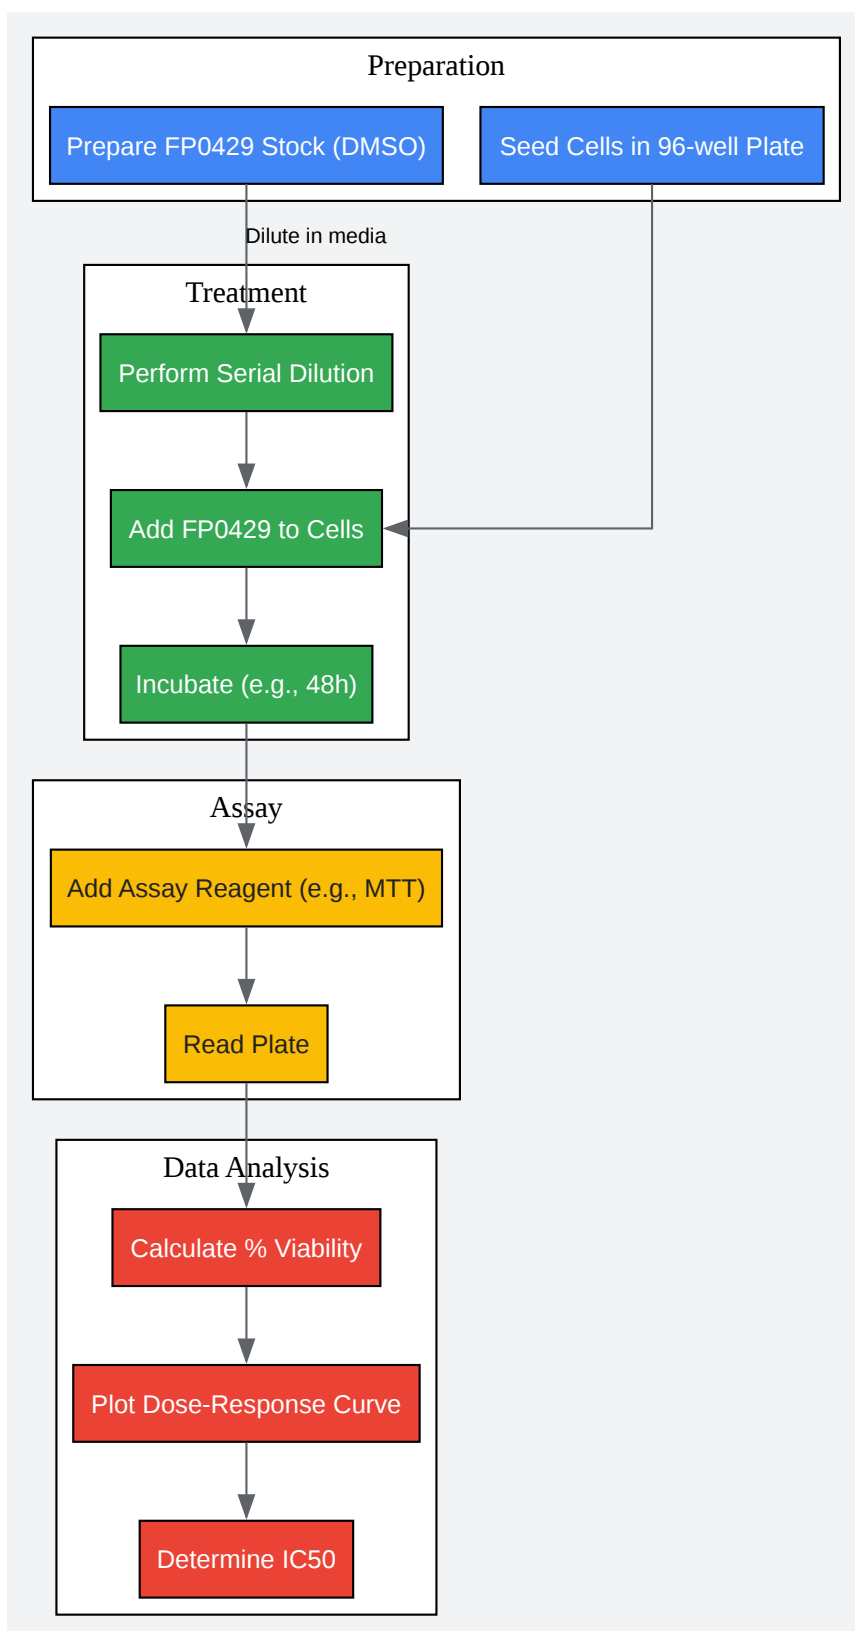 Preparation
Prepare FP0429 Stock (DMSO)
Seed Cells in 96-well Plate
Dilute in media
Treatment
Perform Serial Dilution
Add FP0429 to Cells
Incubate (e.g., 48h)
Assay
Add Assay Reagent (e.g., MTT)
Read Plate
Data Analysis
Calculate % Viability
Plot Dose-Response Curve
Determine IC50